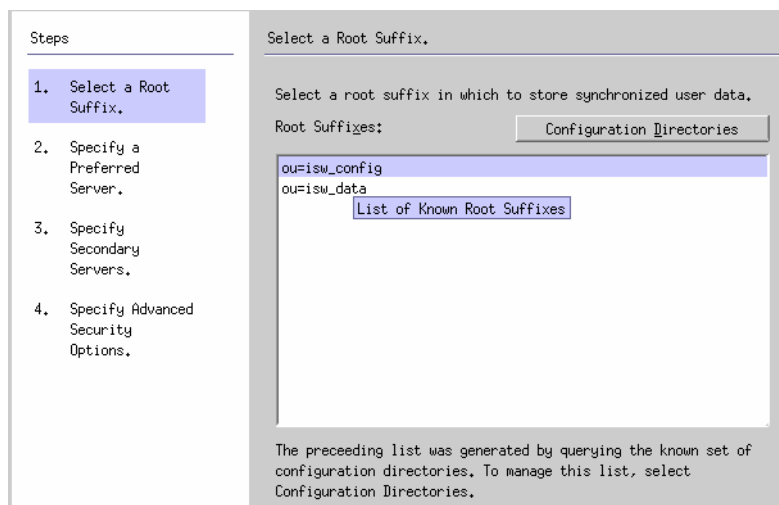 Steps
1. Select a Root
Suffix.
2. Specify a
Preferred
Server.
3. Specify
Secondary
Servers.
4. Specify Advanced
Security
Options.
Select a Root Suffix.
Select a root suffix in which to store synchronized user data.
Root Suffixes:
Configuration Directories
ou=isw_config
ou=isw_data
List of Known Root Suffixes
The preceeding list was generated by querying the known set of
configuration directories. To manage this list, select
Configuration Directories.